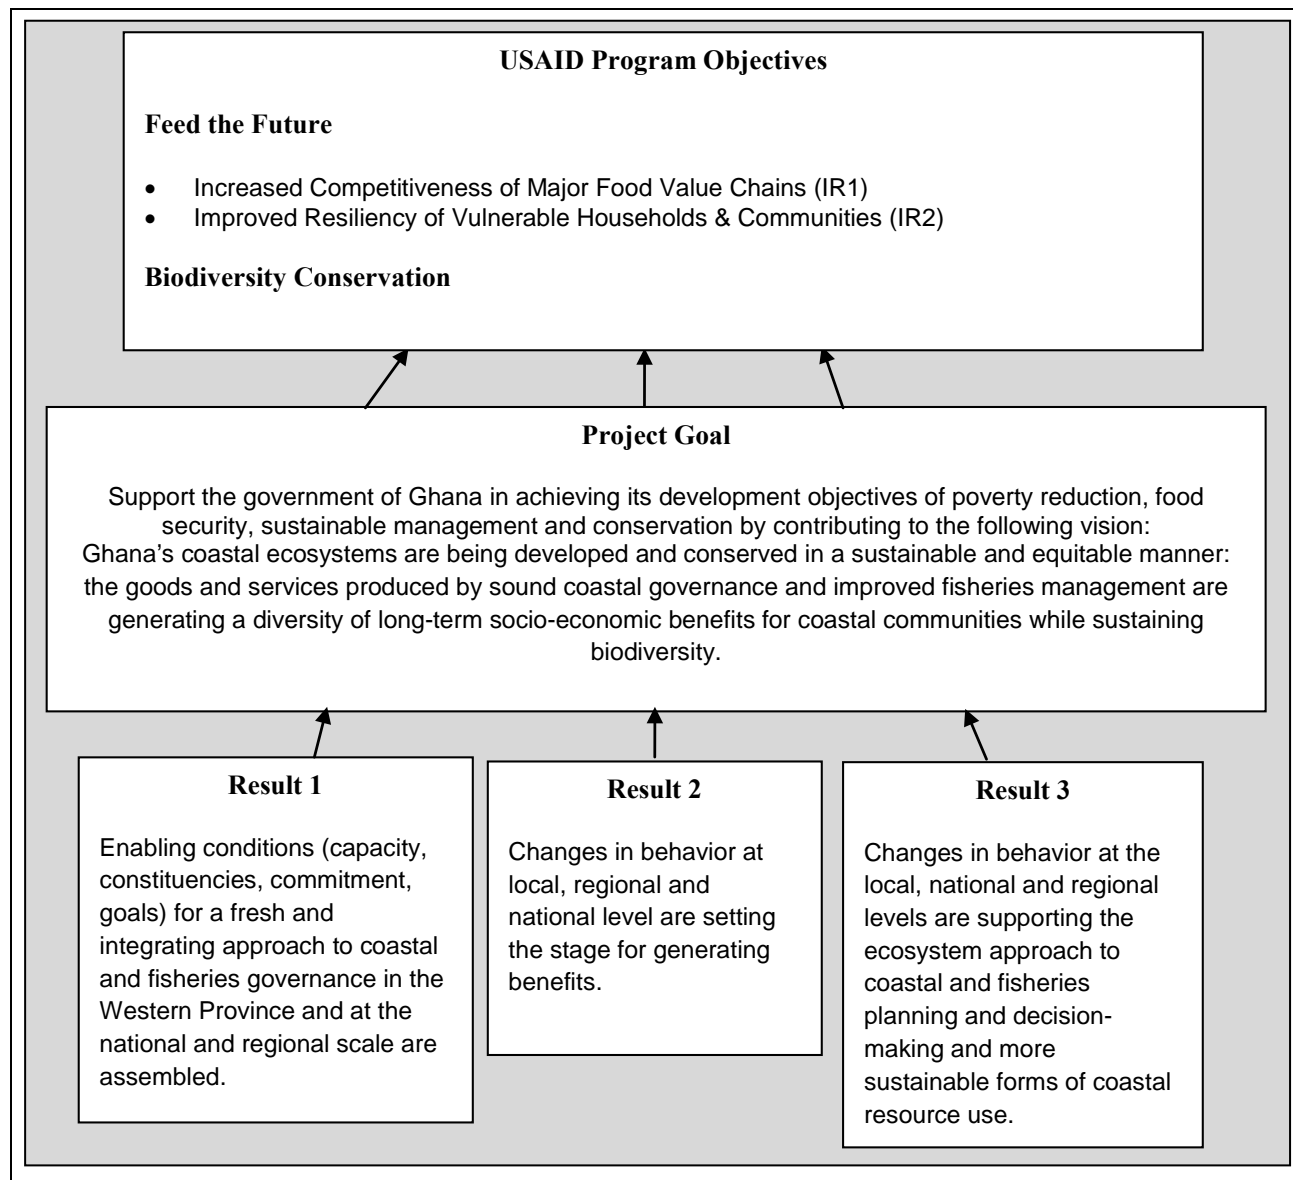 USAID Program Objectives
Feed the Future
• Increased Competitiveness of Major Food Value Chains (IR1)
• Improved Resiliency of Vulnerable Households & Communities (IR2)
Biodiversity Conservation
Project Goal
Support the government of Ghana in achieving its development objectives of poverty reduction, food
security, sustainable management and conservation by contributing to the following vision:
Ghana’s coastal ecosystems are being developed and conserved in a sustainable and equitable manner:
the goods and services produced by sound coastal governance and improved fisheries management are
generating a diversity of long-term socio-economic benefits for coastal communities while sustaining
biodiversity.
Result 1
Enabling conditions (capacity,
constituencies, commitment,
goals) for a fresh and
integrating approach to coastal
and fisheries governance in the
Western Province and at the
national and regional scale are
assembled.
Result 2
Changes in behavior at
local, regional and
national level are setting
the stage for generating
benefits.
Result 3
Changes in behavior at the
local, national and regional
levels are supporting the
ecosystem approach to
coastal and fisheries
planning and decision-
making and more
sustainable forms of coastal
resource use.